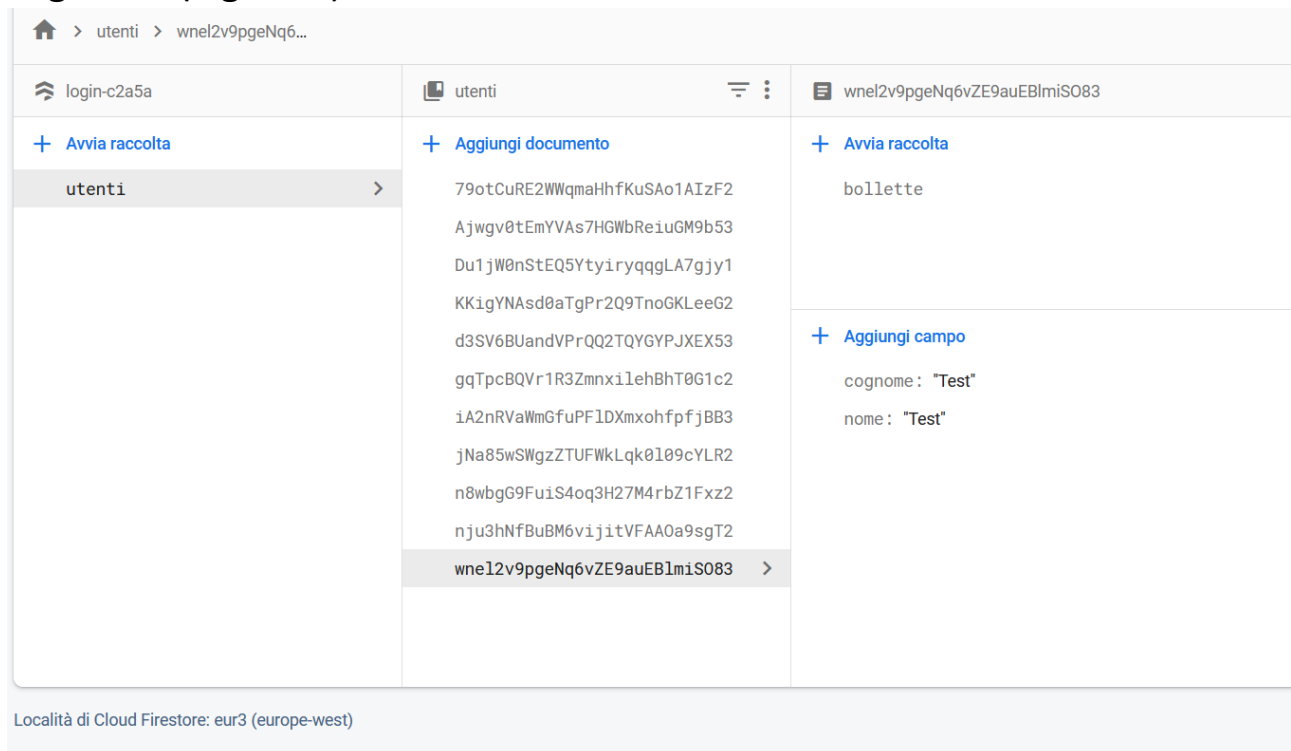 utenti > wnel2v9pgeNq6...
login-c2a5a
utenti
wnel2v9pgeNq6vZE9auEBlmiSO83
+ Avvia raccolta
utenti
+ Aggiungi documento
79otCuRE2WWqmaHhfKuSAo1AIzF2
Ajwgv0tEmYVAs7HGWbReiuGM9b53
Du1jW0nStEQ5YtyiryqqgLA7gjy1
KKigYNAsd0aTgPr2Q9TnoGKLeeG2
d3SV6BUandVPrQQ2TQYGYPJXEX53
gqTpcBQVr1R3ZmnxilehBhT0G1c2
iA2nRVaWmGfuPFlDXmxohfpfjBB3
jNa85wSWgzZTUFWkLqk0l09cYLR2
n8wbgG9FuiS4oq3H27M4rbZ1Fxz2
nju3hNfBuBM6vijitVFAAOa9sgT2
wnel2v9pgeNq6vZE9auEBlmiSO83
+ Avvia raccolta
bollette
+ Aggiungi campo
cognome: "Test"
nome: "Test"
Località di Cloud Firestore: eur3 (europe-west)